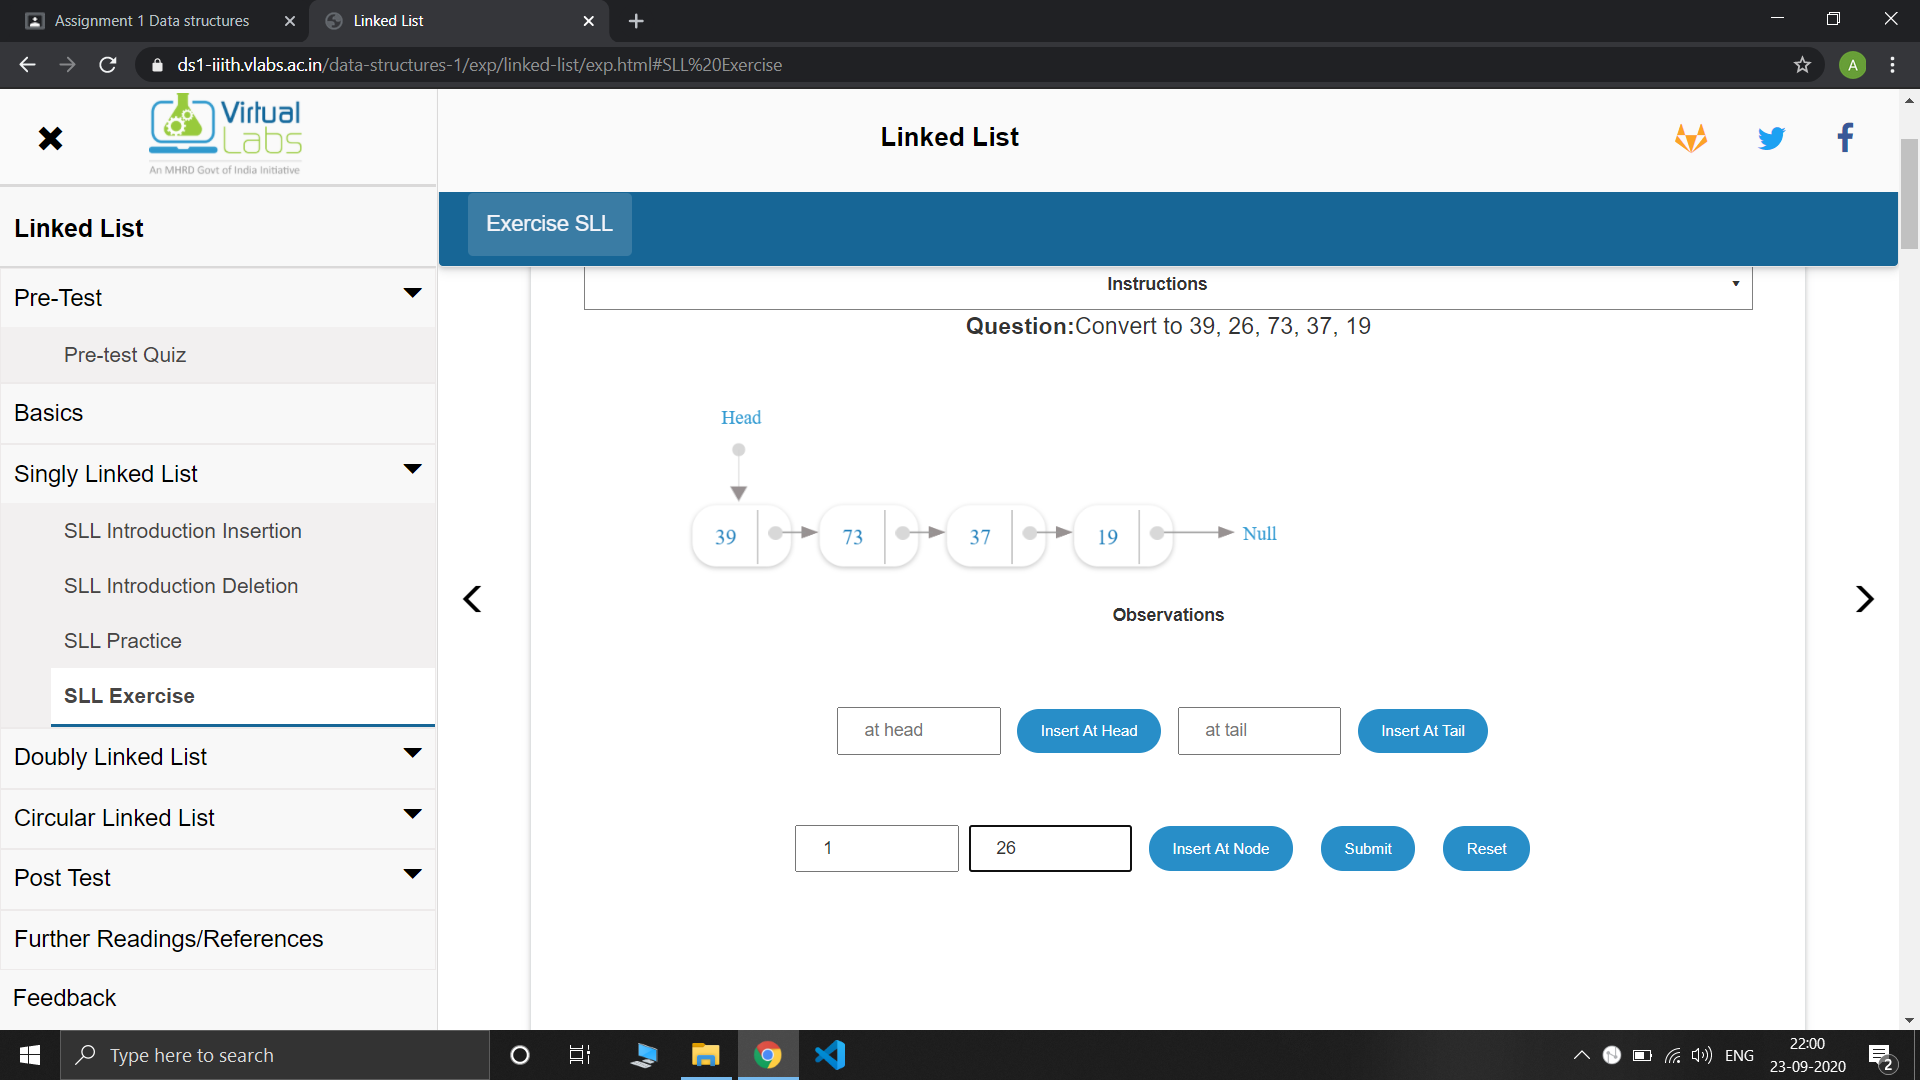 Assignment 1 Data structures
Linked List
ds1-iiith.vlabs.ac.in/data-structures-1/exp/linked-list/exp.html#SLL%20Exercise
A
Virtual
Labs
An MHRD Govt of India Initiative
Linked List
Linked List
Pre-Test
Pre-test Quiz
Basics
Singly Linked List
SLL Introduction Insertion
SLL Introduction Deletion
SLL Practice
SLL Exercise
Doubly Linked List
Circular Linked List
Post Test
Further Readings/References
Feedback
Exercise SLL
Instructions
Question:Convert to 39, 26, 73, 37, 19
Head
39 73 37 19 Null
Observations
at head Insert At Head at tail Insert At Tail
1 26 Insert At Node Submit Reset
Type here to search
ENG
22:00
23-09-2020
2